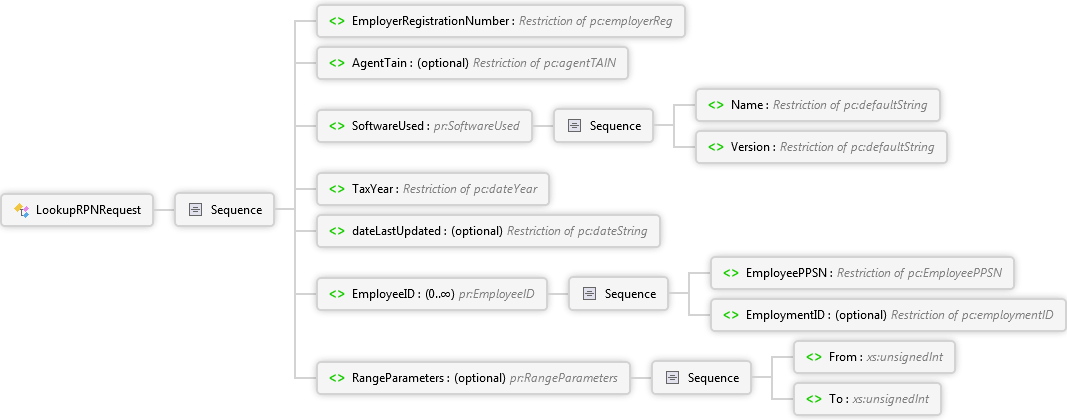 EmployerRegistrationNumber : Restriction of pc:employerReg
AgentTain : (optional) Restriction of pc:agentTAIN
SoftwareUsed : pr:SoftwareUsed
Sequence
Name : Restriction of pc:defaultString
Version : Restriction of pc:defaultString
TaxYear : Restriction of pc:dateYear
LookupRPNRequest
Sequence
dateLastUpdated : (optional) Restriction of pc:dateString
EmployeeID : (0..∞) pr:EmployeeID
Sequence
EmployeePPSN : Restriction of pc:EmployeePPSN
EmploymentID : (optional) Restriction of pc:employmentID
RangeParameters : (optional) pr:RangeParameters
Sequence
From : xs:unsignedInt
To : xs:unsignedInt